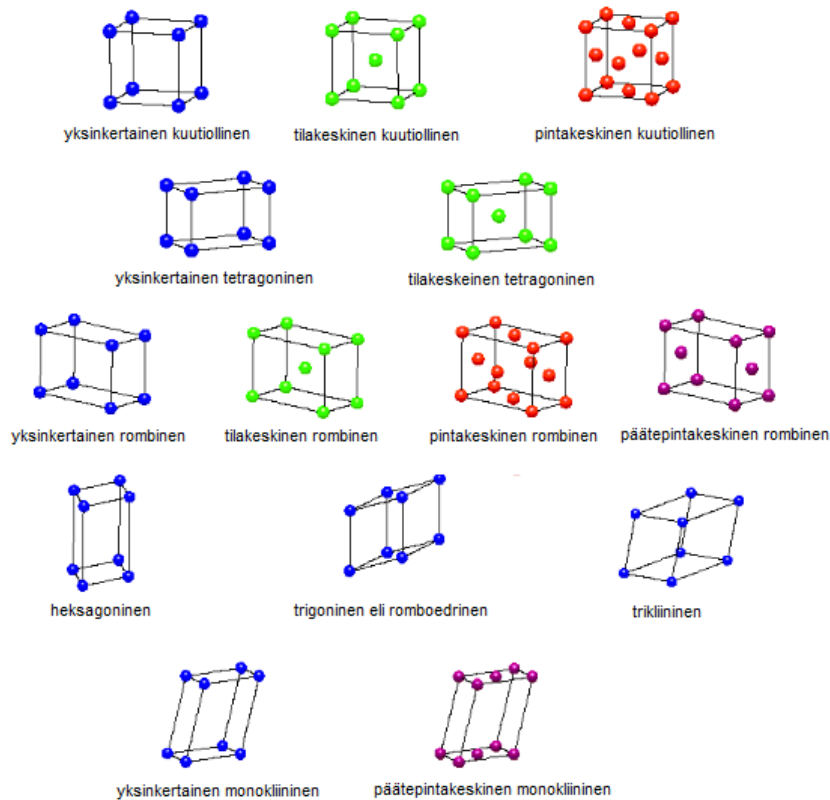 yksinkertainen kuutiollinen
tilakeskinen kuutiollinen
pintakeskinen kuutiollinen
yksinkertainen tetragoninen
tilakeskeinen tetragoninen
yksinkertainen rombinen
tilakeskinen rombinen
pintakeskinen rombinen
päätepintakeskinen rombinen
heksagoninen
trigoninen eli romboedrinen
trikliininen
yksinkertainen monokliininen
päätepintakeskinen monokliininen